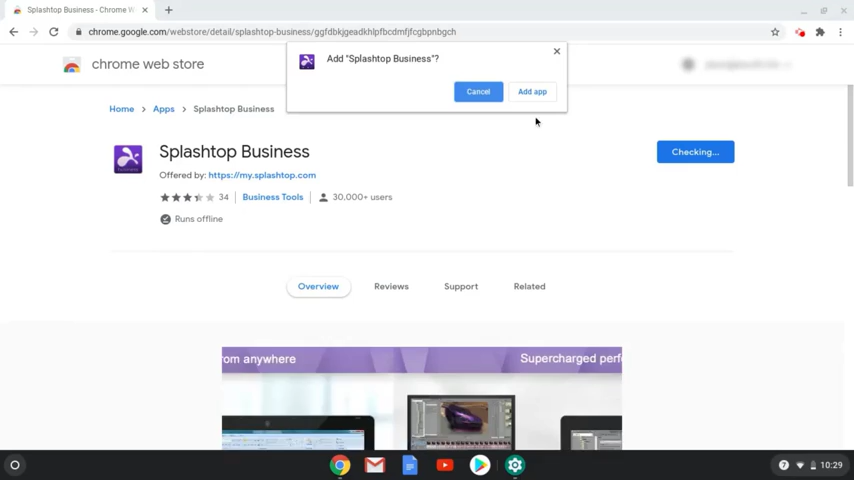 Splashtop Business - Chrome W
chrome.google.com/webstore/detail/splashtop-business/ggfdbkjgeadkhlpfbcdmfjfcgbpnbgch
chrome web store
Add "Splashtop Business"?
Cancel
Add app
Home
Apps
Splashtop Business
Splashtop Business
Checking...
Offered by: https://my.splashtop.com
34
Business Tools
30,000+ users
Runs offline
Overview
Reviews
Support
Related
from anywhere
Supercharged perfo
10:29